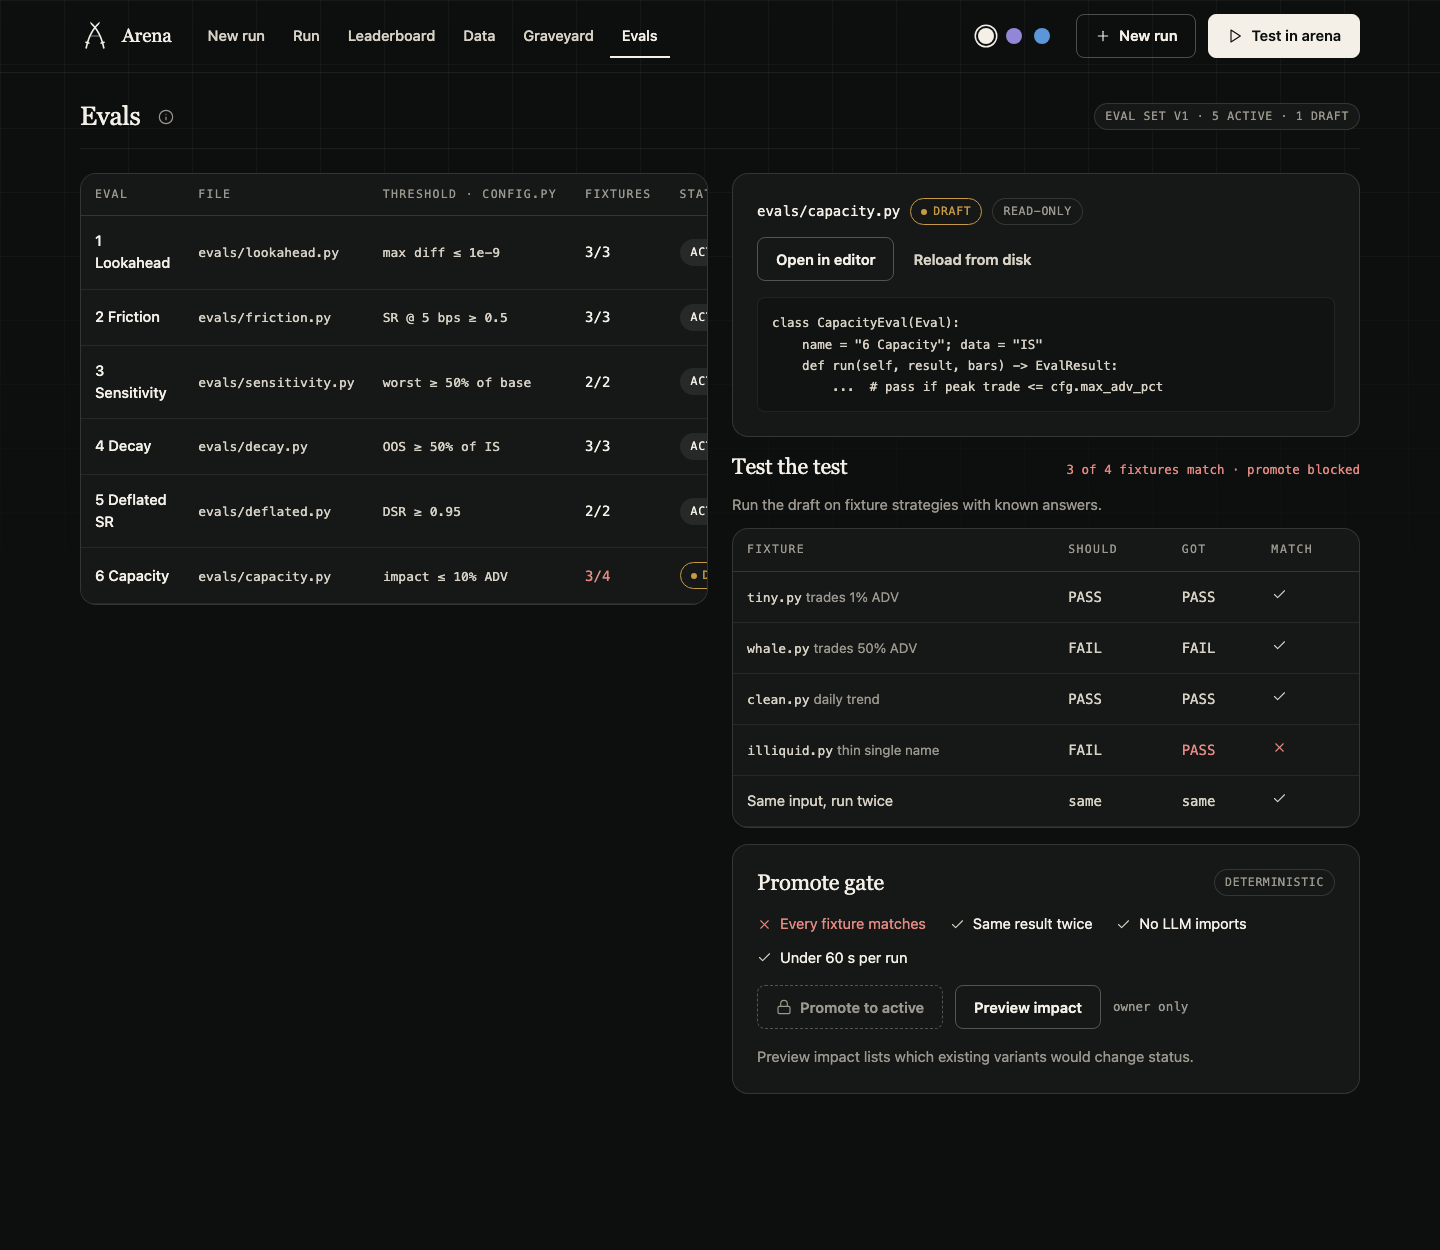 Arena
New run
Run
Leaderboard
Data
Graveyard
Evals
New run
Test in arena
Evals
EVAL SET V1 · 5 ACTIVE · 1 DRAFT
EVAL FILE THRESHOLD · CONFIG.PY FIXTURES
1 Lookahead evals/lookahead.py max diff ≤ 1e-9 3/3
2 Friction evals/friction.py SR @ 5 bps ≥ 0.5 3/3
3 Sensitivity evals/sensitivity.py worst ≥ 50% of base 2/2
4 Decay evals/decay.py OOS ≥ 50% of IS 3/3
5 Deflated SR evals/deflated.py DSR ≥ 0.95 2/2
6 Capacity evals/capacity.py impact ≤ 10% ADV 3/4
evals/capacity.py DRAFT READ-ONLY
Open in editor Reload from disk
class CapacityEval(Eval):
name = "6 Capacity"; data = "IS"
def run(self, result, bars) -> EvalResult:
... # pass if peak trade <= cfg.max_adv_pct
Test the test
3 of 4 fixtures match · promote blocked
Run the draft on fixture strategies with known answers.
FIXTURE SHOULD GOT MATCH
tiny.py trades 1% ADV PASS PASS
whale.py trades 50% ADV FAIL FAIL
clean.py daily trend PASS PASS
illiquid.py thin single name FAIL PASS
Same input, run twice same same
Promote gate
DETERMINISTIC
Every fixture matches Same result twice No LLM imports
Under 60 s per run
Promote to active Preview impact owner only
Preview impact lists which existing variants would change status.